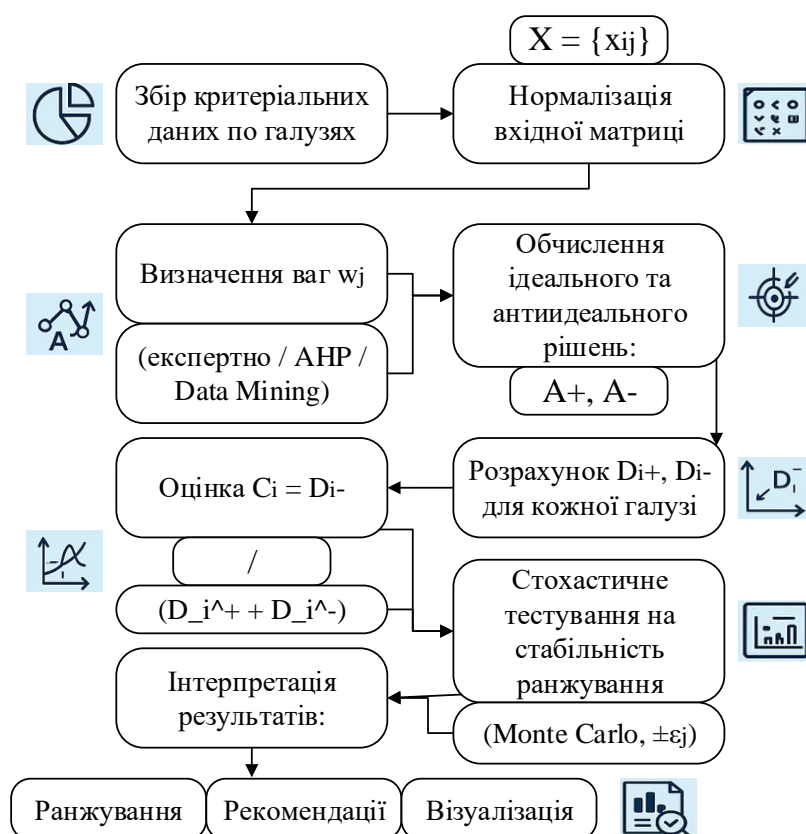 X = {xij}
Збір критеріальних
даних по галузях
Нормалізація
вхідної матриці
Визначення ваг wj
(експертно / AHP /
Data Mining)
Обчислення
ідеального та
антиидеального
рішень:
A+, A-
A
Оцінка Ci = Di-
/
(D_i^+ + D_i^-)
Розрахунок Di+, Di-
для кожної галузі
D_i^-
Стохастичне
тестування на
стабільність
ранжування
(Monte Carlo, ±εj)
Інтерпретація
результатів:
Ранжування
Рекомендації
Візуалізація